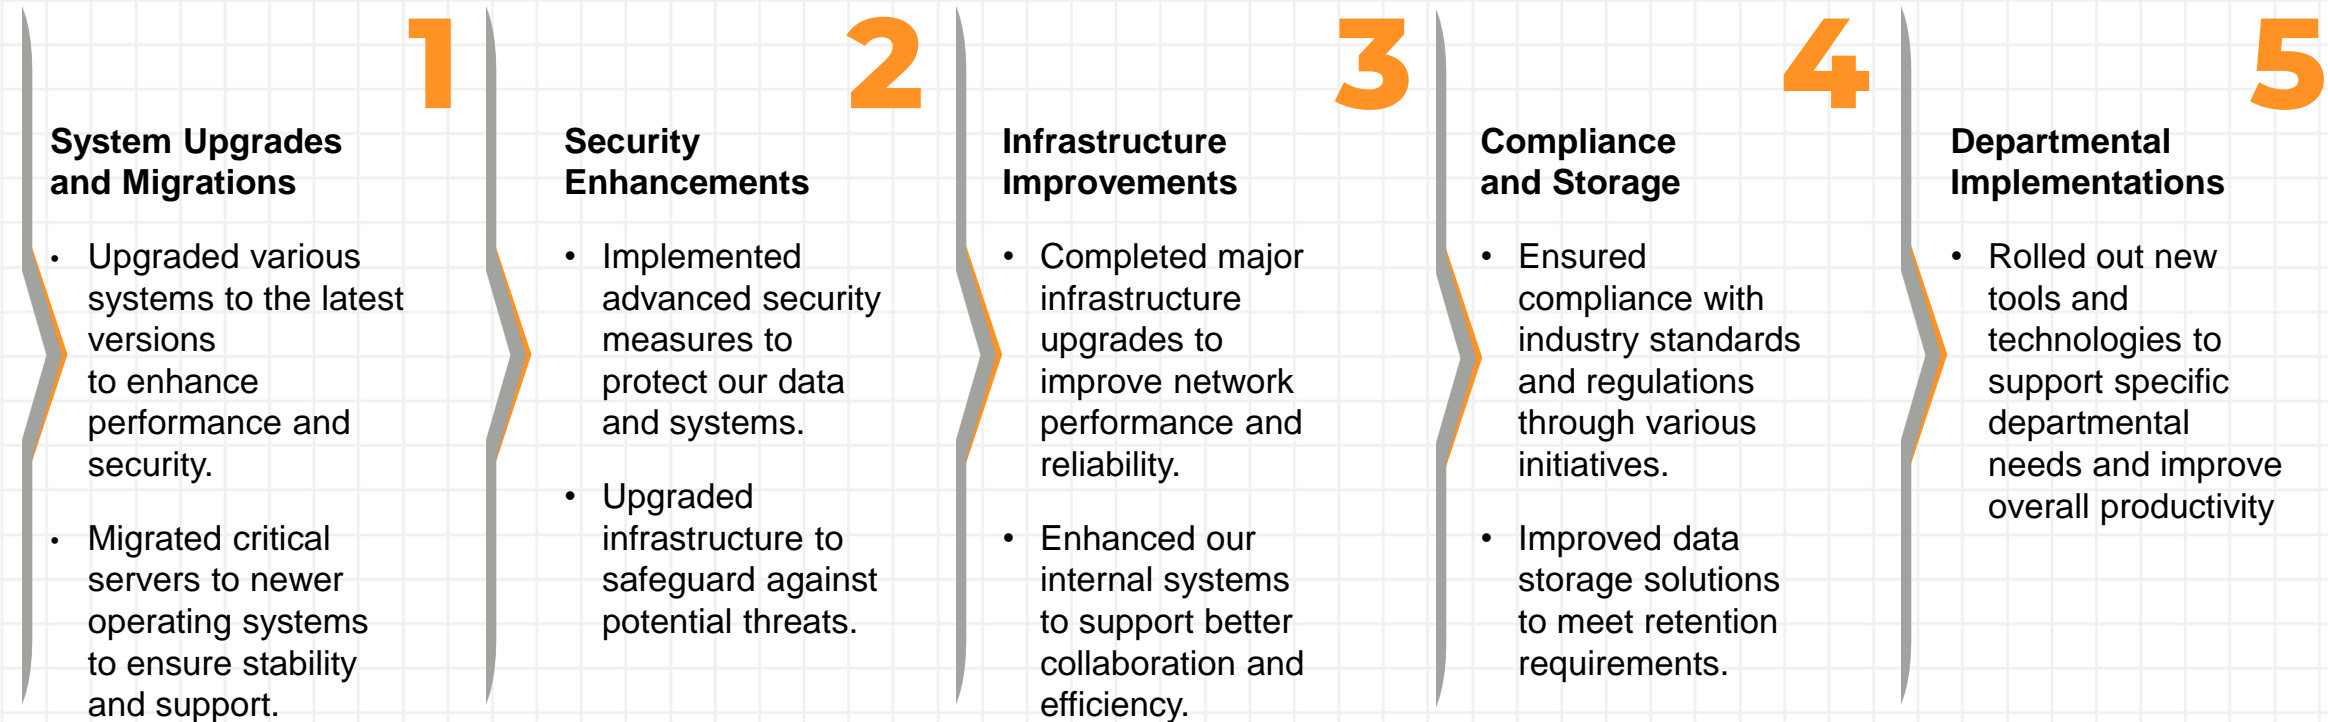 1
System Upgrades
and Migrations
• Upgraded various
systems to the latest
versions
to enhance
performance and
security.
• Migrated critical
servers to newer
operating systems
to ensure stability
and support.
2
Security
Enhancements
• Implemented
advanced security
measures to
protect our data
and systems.
• Upgraded
infrastructure to
safeguard against
potential threats.
3
Infrastructure
Improvements
• Completed major
infrastructure
upgrades to
improve network
performance and
reliability.
• Enhanced our
internal systems
to support better
collaboration and
efficiency.
4
Compliance
and Storage
• Ensured
compliance with
industry standards
and regulations
through various
initiatives.
• Improved data
storage solutions
to meet retention
requirements.
5
Departmental
Implementations
• Rolled out new
tools and
technologies to
support specific
departmental
needs and improve
overall productivity